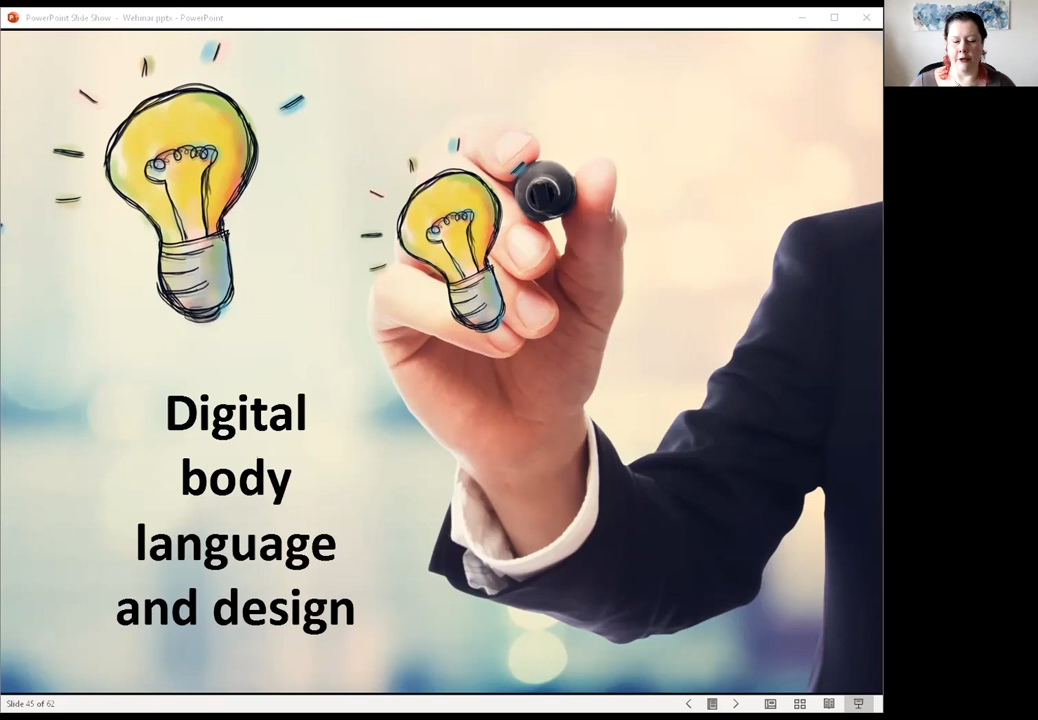 PowerPoint Slide Show - Webinar.pptx - PowerPoint
Digital
body
language
and design
Slide 45 of 62